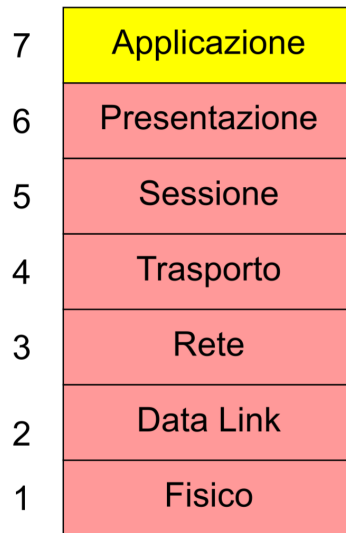 7 Applicazione
6 Presentazione
5 Sessione
4 Trasporto
3 Rete
2 Data Link
1 Fisico